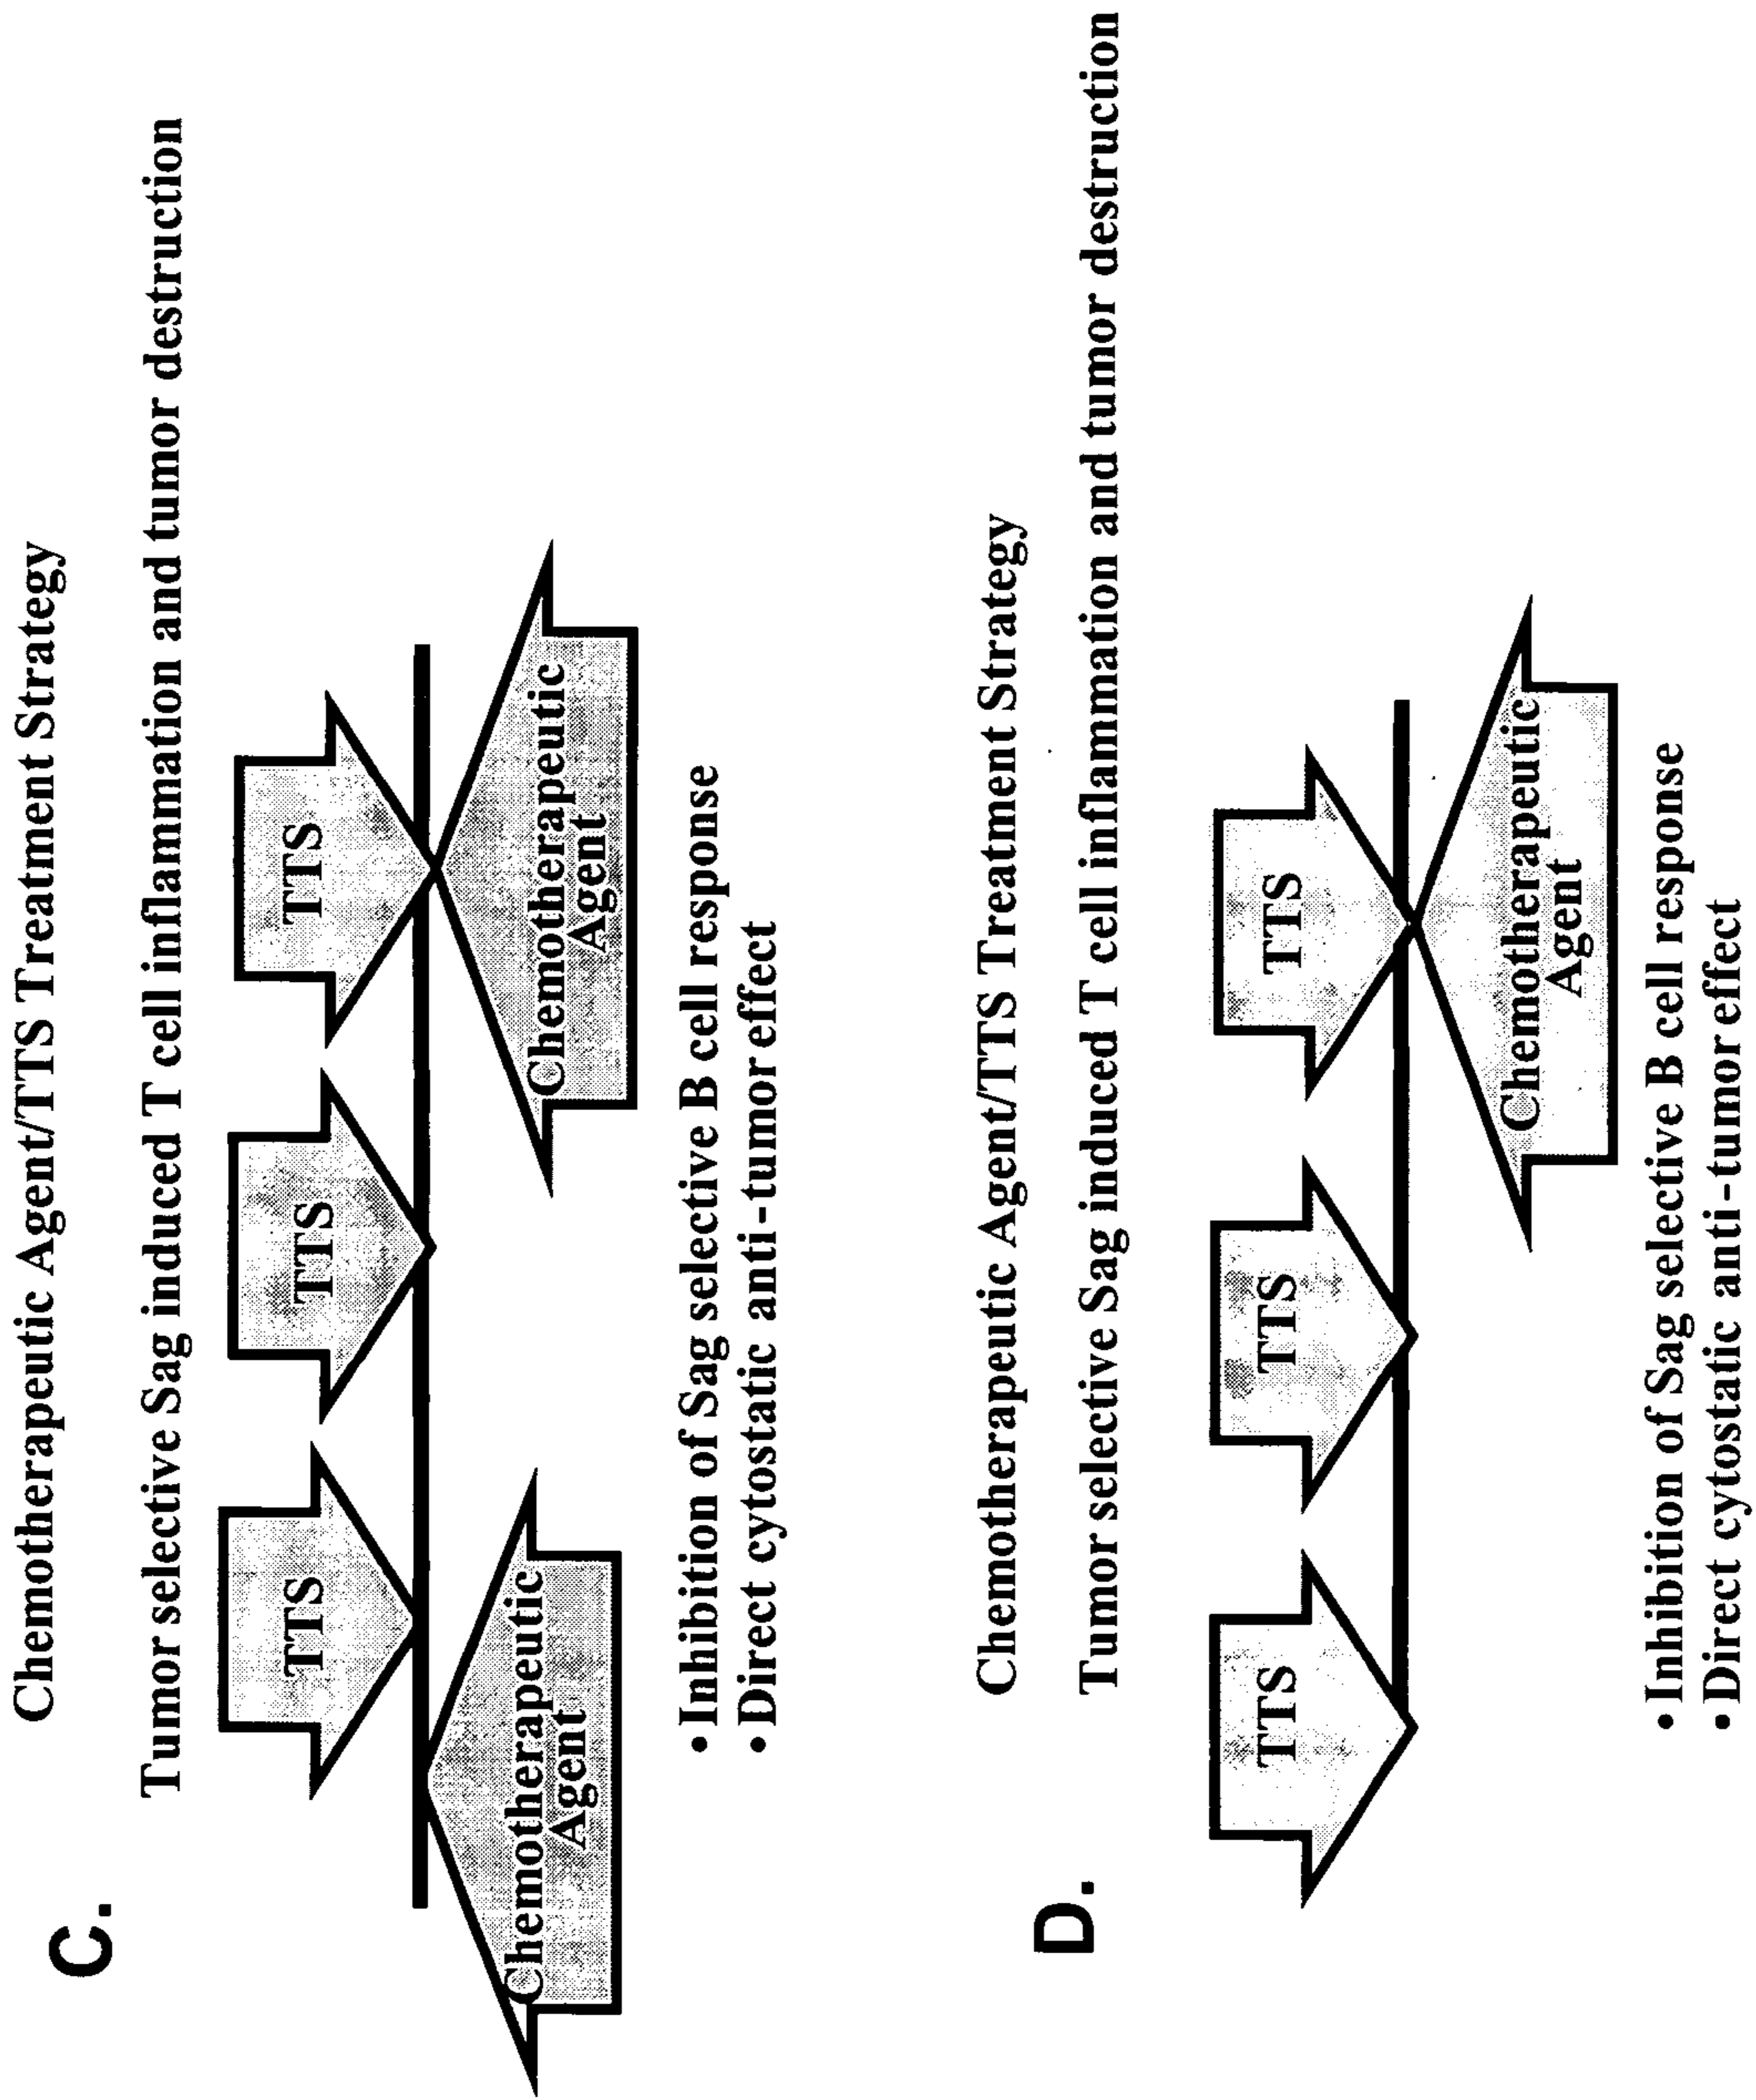 C.
Chemotherapeutic Agent/TTS Treatment Strategy
Tumor selective Sag induced T cell inflammation and tumor destruction
TTS
TTS
TTS
Chemotherapeutic
Agent
Chemotherapeutic
Agent
• Inhibition of Sag selective B cell response
• Direct cytostatic anti-tumor effect
D.
Chemotherapeutic Agent/TTS Treatment Strategy
Tumor selective Sag induced T cell inflammation and tumor destruction
TTS
TTS
TTS
Chemotherapeutic
Agent
• Inhibition of Sag selective B cell response
• Direct cytostatic anti-tumor effect